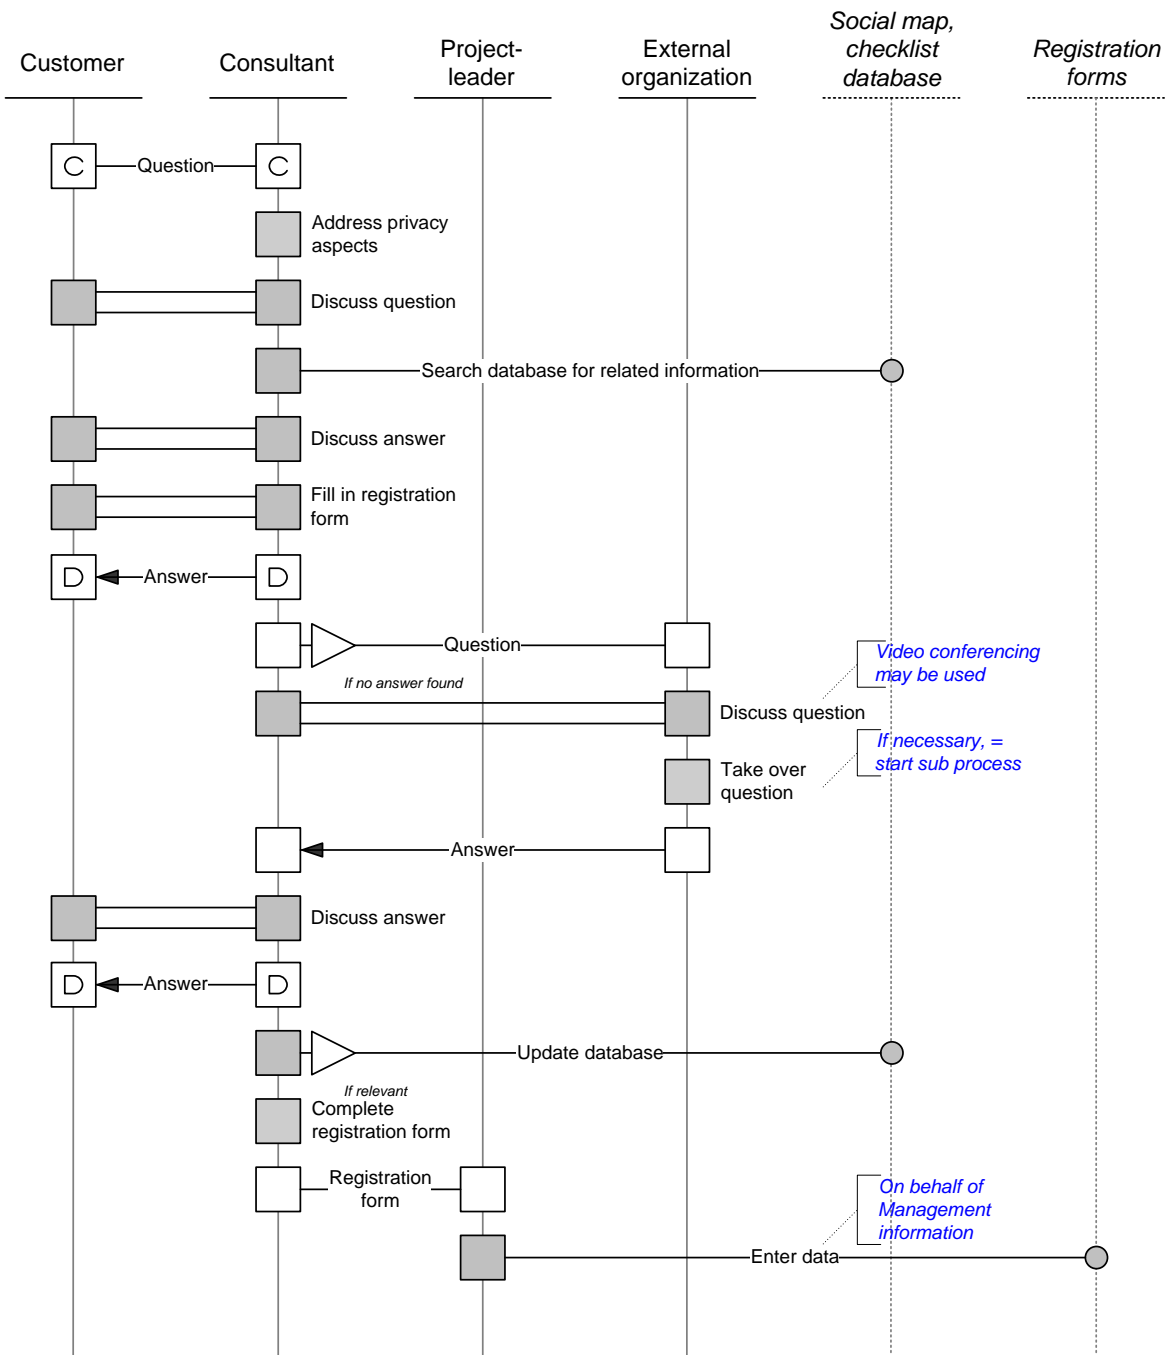 Customer
Consultant
Project-
leader
External
organization
Social map,
checklist
database
Registration
forms
C
Question
C
Address privacy
aspects
Discuss question
Search database for related information
Discuss answer
Fill in registration
form
D
Answer
D
Question
If no answer found
Video conferencing
may be used
Discuss question
If necessary, =
start sub process
Take over
question
Answer
Discuss answer
D
Answer
D
Update database
If relevant
Complete
registration form
Registration
form
On behalf of
Management
information
Enter data